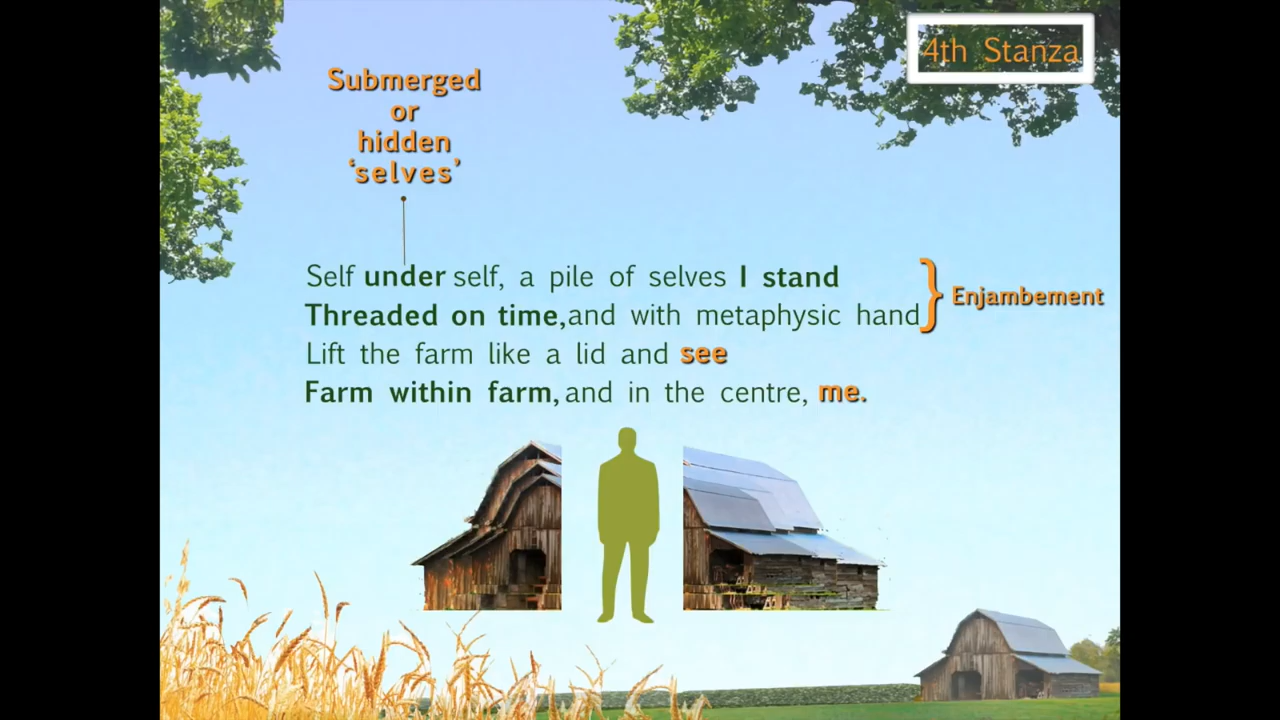 4th Stanza
Submerged
or
hidden
‘selves’
Self under self, a pile of selves I stand
Threaded on time,and with metaphysic hand
Lift the farm like a lid and see
Farm within farm, and in the centre, me.
Enjambement